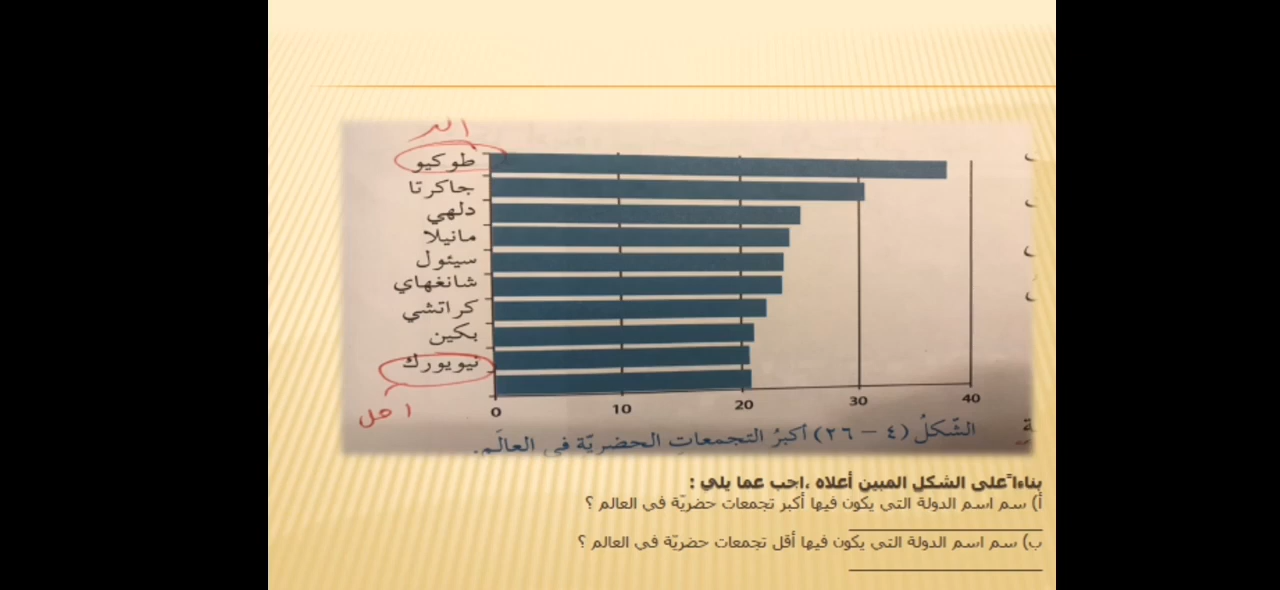 أكبر
طوكيو
جاكرتا
دلهي
مانيلا
سيئول
شانغهاي
كراتشي
بكين
نيويورك
أقل
0 10 20 30 40
الشّكلُ (٤ – ٢٦) أكبرُ التجمعاتِ الحضريّة في العالَم.
بناءاً على الشكل المبين أعلاه ،اجب عما يلي :
أ) سم اسم الدولة التي يكون فيها أكبر تجمعات حضريّة في العالم ؟
ب) سم اسم الدولة التي يكون فيها أقل تجمعات حضريّة في العالم ؟